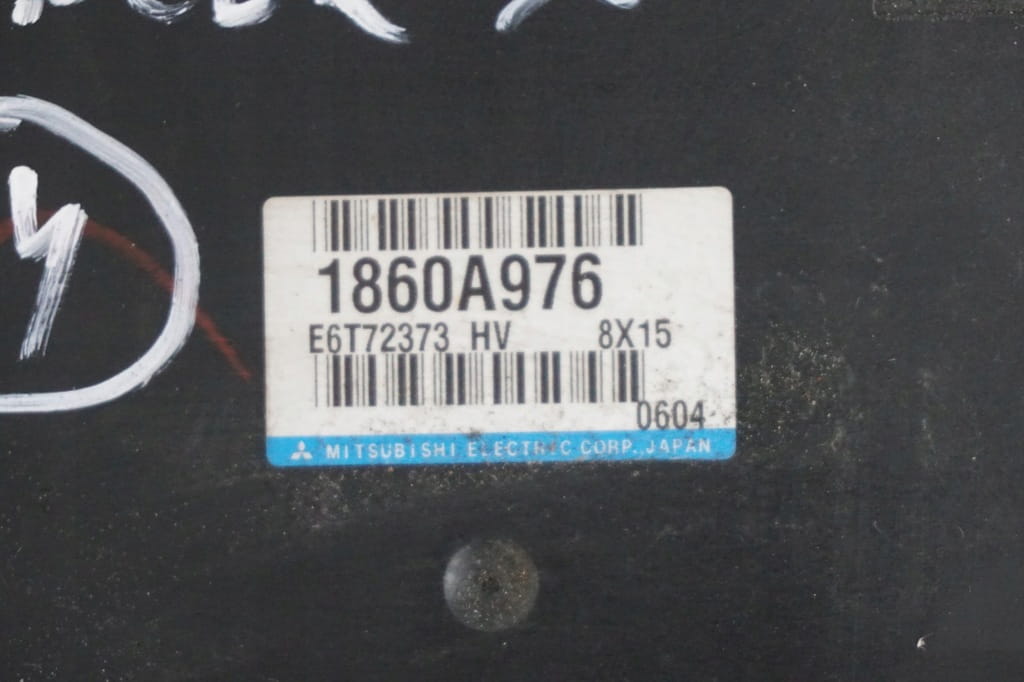 1860A976
E6T72373 HV 8X15
0604
MITSUBISHI ELECTRIC CORP. JAPAN